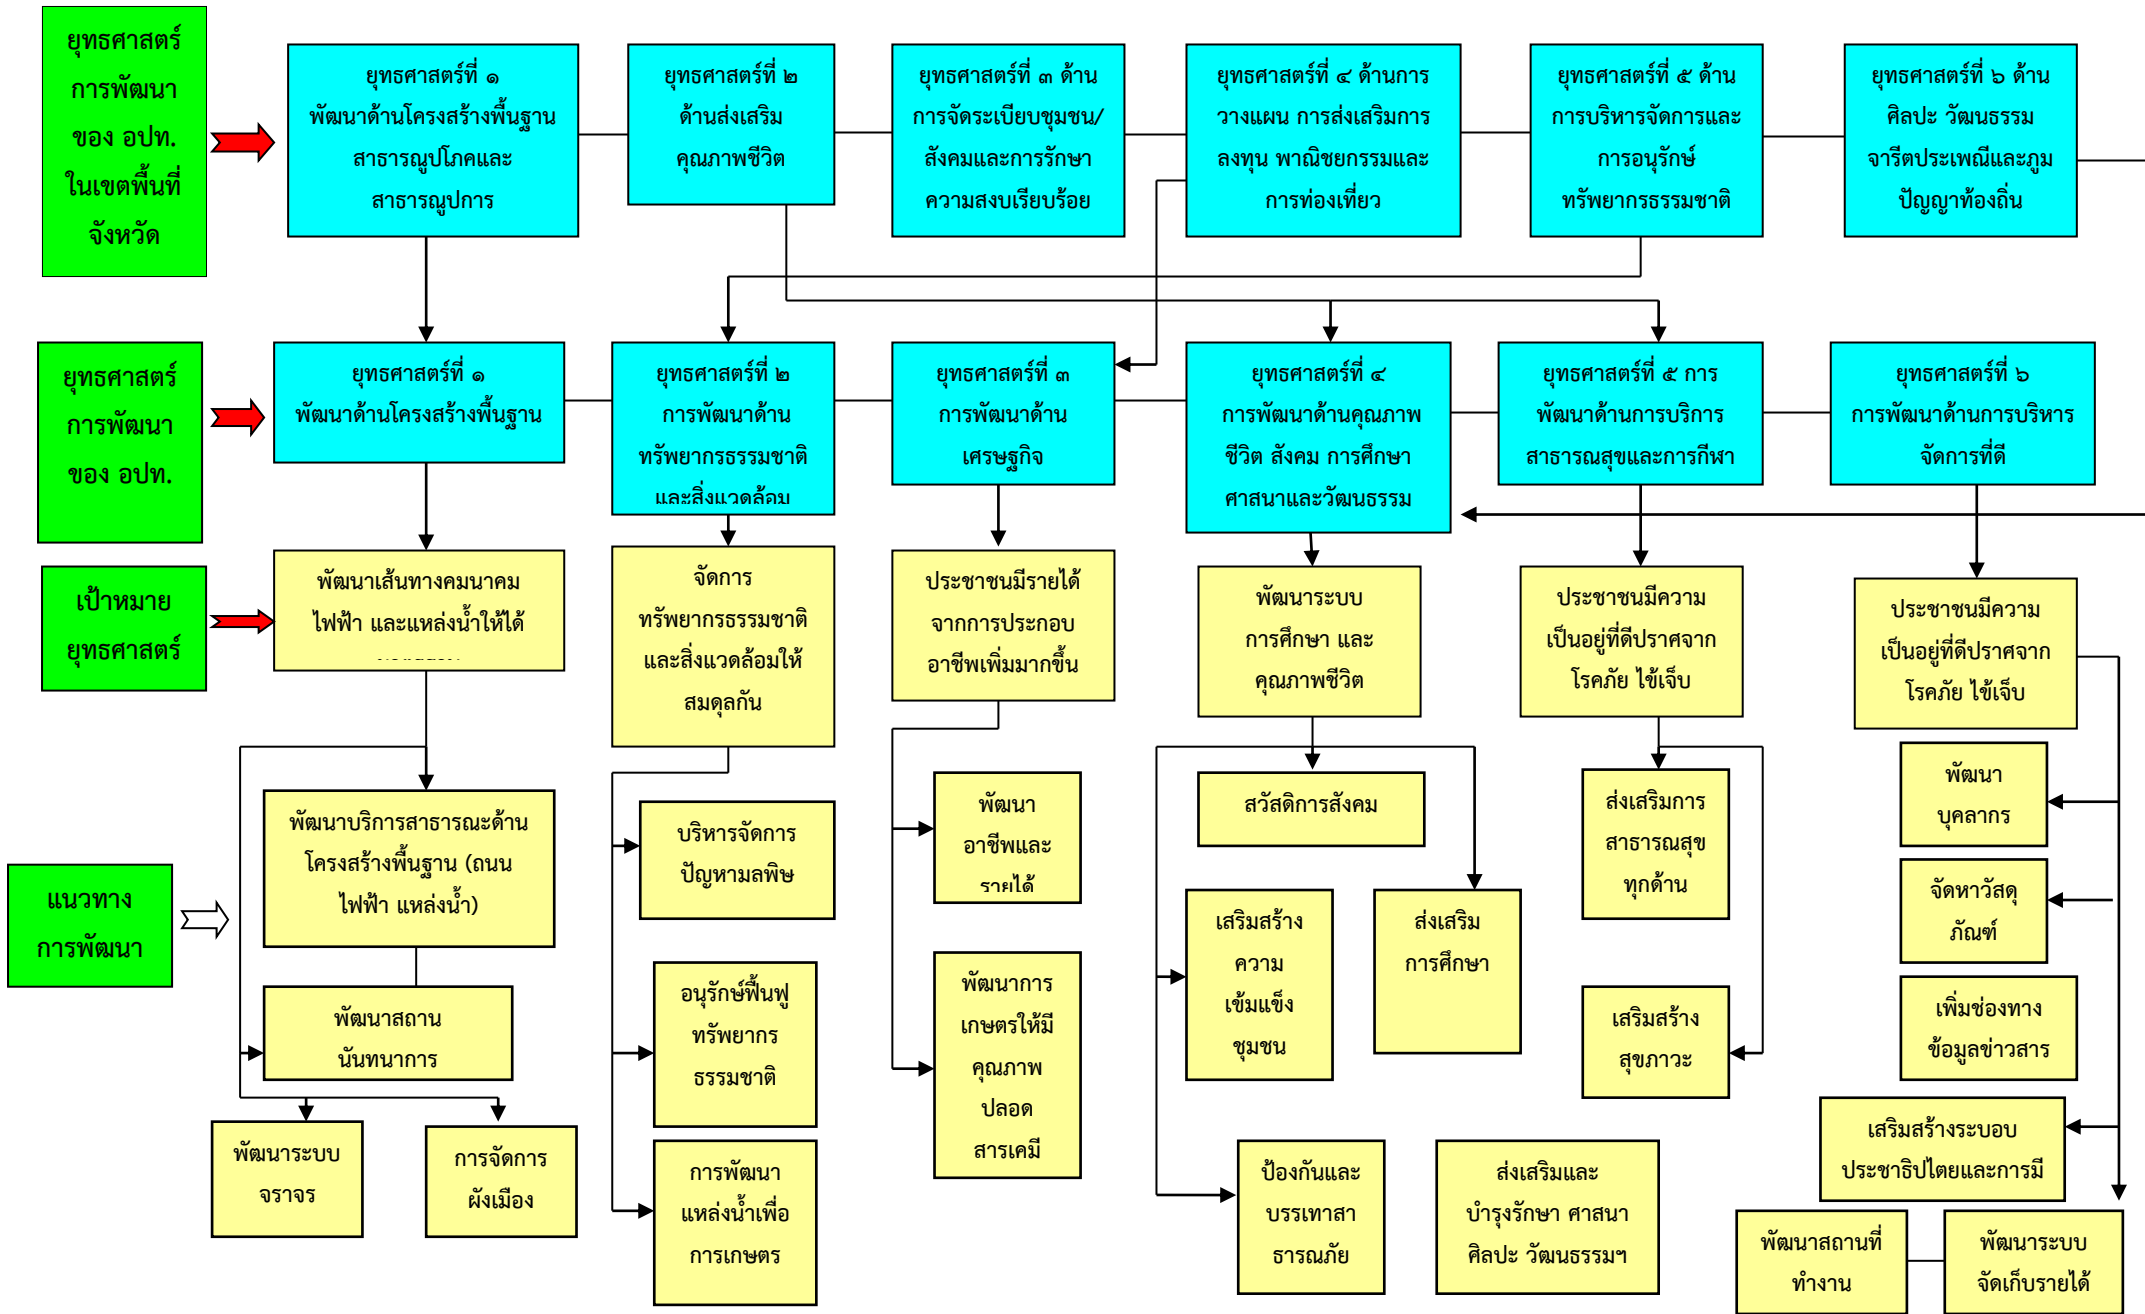 ยุทธศาสตร์
การพัฒนา
ของ อปท.
ในเขตพื้นที่
จังหวัด
ยุทธศาสตร์ที่ ๑
พัฒนาด้านโครงสร้างพื้นฐาน
สาธารณูปโภคและ
สาธารณูปการ
ยุทธศาสตร์ที่ ๒
ด้านส่งเสริม
คุณภาพชีวิต
ยุทธศาสตร์ที่ ๓ ด้าน
การจัดระเบียบชุมชน/
สังคมและการรักษา
ความสงบเรียบร้อย
ยุทธศาสตร์ที่ ๔ ด้านการ
วางแผน การส่งเสริมการ
ลงทุน พาณิชยกรรมและ
การท่องเที่ยว
ยุทธศาสตร์ที่ ๕ ด้าน
การบริหารจัดการและ
การอนุรักษ์
ทรัพยากรธรรมชาติ
ยุทธศาสตร์ที่ ๖ ด้าน
ศิลปะ วัฒนธรรม
จารีตประเพณีและภูม
ปัญญาท้องถิ่น
ยุทธศาสตร์
การพัฒนา
ของ อปท.
ยุทธศาสตร์ที่ ๑
พัฒนาด้านโครงสร้างพื้นฐาน
ยุทธศาสตร์ที่ ๒
การพัฒนาด้าน
ทรัพยากรธรรมชาติ
และสิ่งแวดล้อม
ยุทธศาสตร์ที่ ๓
การพัฒนาด้าน
เศรษฐกิจ
ยุทธศาสตร์ที่ ๔
การพัฒนาด้านคุณภาพ
ชีวิต สังคม การศึกษา
ศาสนาและวัฒนธรรม
ยุทธศาสตร์ที่ ๕ การ
พัฒนาด้านการบริการ
สาธารณสุขและการกีฬา
ยุทธศาสตร์ที่ ๖
การพัฒนาด้านการบริหาร
จัดการที่ดี
เป้าหมาย
ยุทธศาสตร์
พัฒนาเส้นทางคมนาคม
ไฟฟ้า และแหล่งน้ำให้ได้
จัดการ
ทรัพยากรธรรมชาติ
และสิ่งแวดล้อมให้
สมดุลกัน
ประชาชนมีรายได้
จากการประกอบ
อาชีพเพิ่มมากขึ้น
พัฒนาระบบ
การศึกษา และ
คุณภาพชีวิต
ประชาชนมีความ
เป็นอยู่ที่ดีปราศจาก
โรคภัย ไข้เจ็บ
ประชาชนมีความ
เป็นอยู่ที่ดีปราศจาก
โรคภัย ไข้เจ็บ
แนวทาง
การพัฒนา
พัฒนาบริการสาธารณะด้าน
โครงสร้างพื้นฐาน (ถนน
ไฟฟ้า แหล่งน้ำ)
พัฒนาสถาน
นันทนาการ
พัฒนาระบบ
จราจร
การจัดการ
ผังเมือง
บริหารจัดการ
ปัญหามลพิษ
อนุรักษ์ฟื้นฟู
ทรัพยากร
ธรรมชาติ
การพัฒนา
แหล่งน้ำเพื่อ
การเกษตร
พัฒนา
อาชีพและ
รายได้
พัฒนาการ
เกษตรให้มี
คุณภาพ
ปลอด
สารเคมี
สวัสดิการสังคม
เสริมสร้าง
ความ
เข้มแข็ง
ชุมชน
ส่งเสริม
การศึกษา
ป้องกันและ
บรรเทาสา
ธารณภัย
ส่งเสริมและ
บำรุงรักษา ศาสนา
ศิลปะ วัฒนธรรมฯ
ส่งเสริมการ
สาธารณสุข
ทุกด้าน
เสริมสร้าง
สุขภาวะ
พัฒนา
บุคลากร
จัดหาวัสดุ
ภัณฑ์
เพิ่มช่องทาง
ข้อมูลข่าวสาร
เสริมสร้างระบอบ
ประชาธิปไตยและการมี
พัฒนาสถานที่
ทำงาน
พัฒนาระบบ
จัดเก็บรายได้